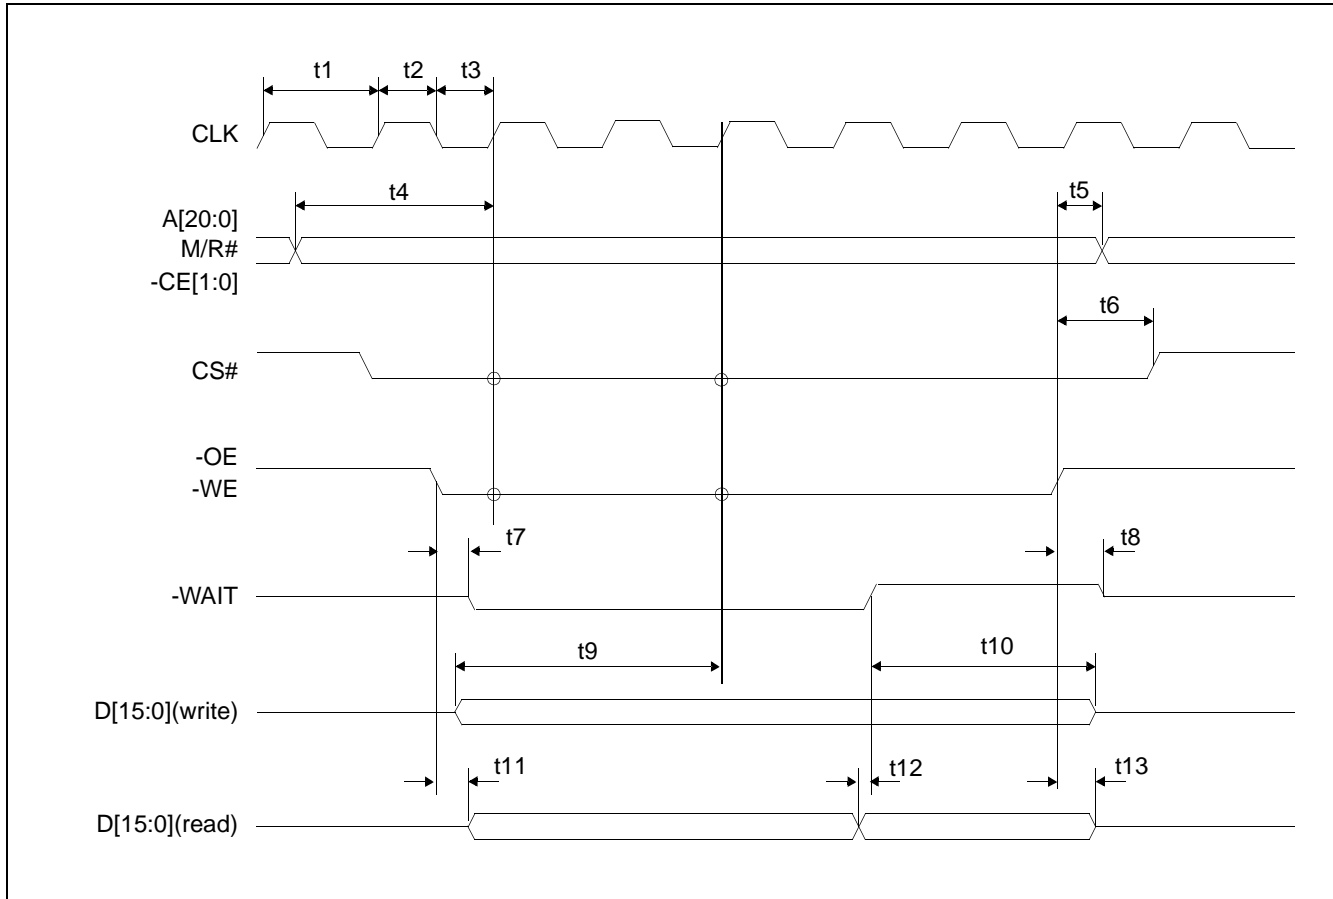 t1 t2 t3
CLK
t4 t5
A[20:0]
M/R#
-CE[1:0]
t6
CS#
-OE
-WE
t7 t8
-WAIT
t9 t10
D[15:0](write)
t11 t12 t13
D[15:0](read)